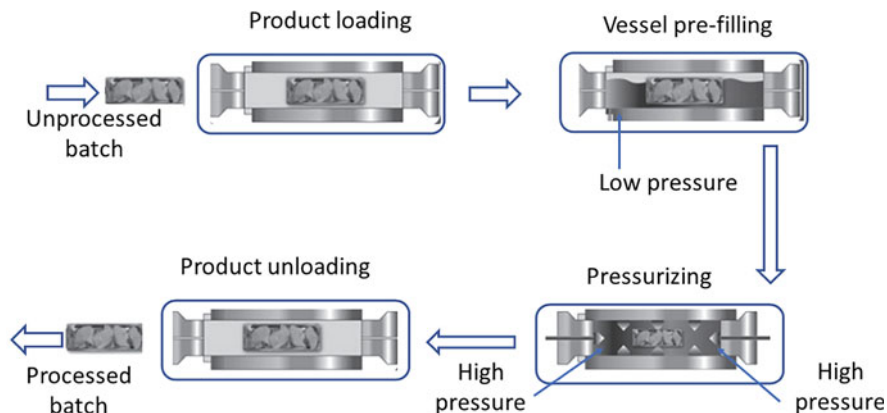 Product loading
Vessel pre-filling
Unprocessed
batch
Low pressure
Product unloading
Pressurizing
Processed
batch
High
pressure
High
pressure